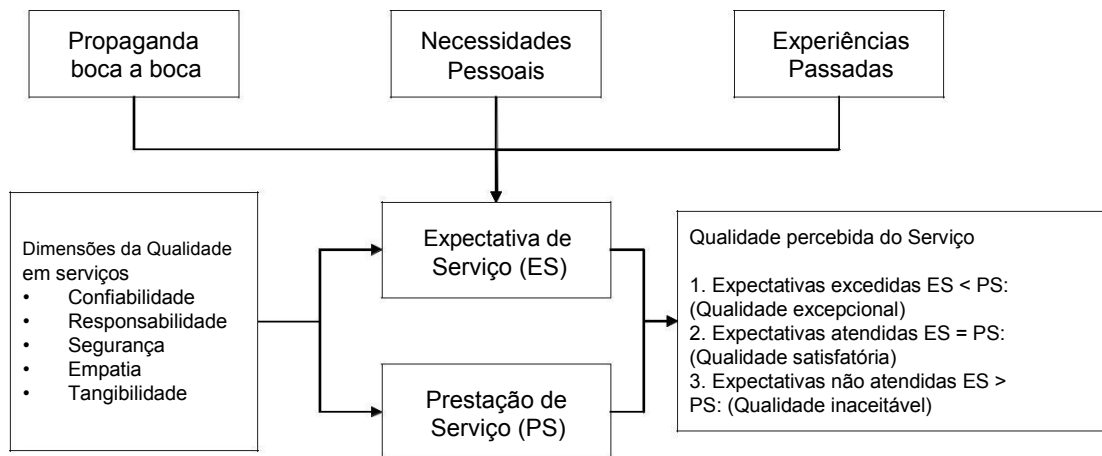 Propaganda
boca a boca
Necessidades
Pessoais
Experiências
Passadas
Dimensões da Qualidade
em serviços
• Confiabilidade
• Responsabilidade
• Segurança
• Empatia
• Tangibilidade
Expectativa de
Serviço (ES)
Prestação de
Serviço (PS)
Qualidade percebida do Serviço
1. Expectativas excedidas ES < PS:
(Qualidade excepcional)
2. Expectativas atendidas ES = PS:
(Qualidade satisfatória)
3. Expectativas não atendidas ES >
PS: (Qualidade inaceitável)